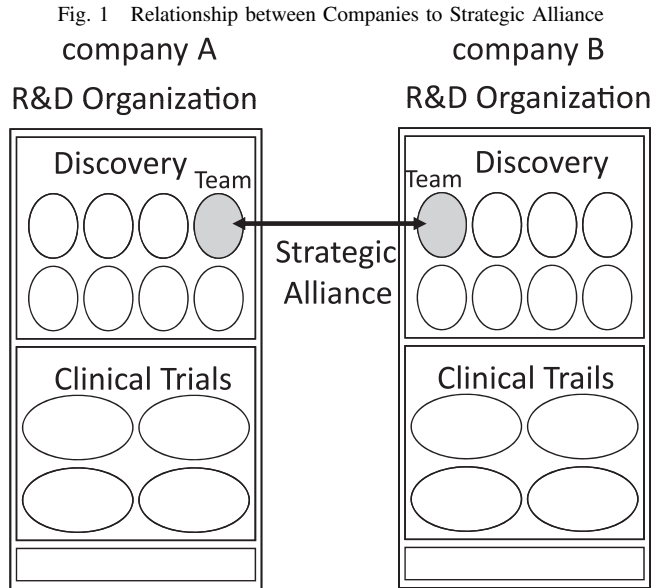 Fig. 1 Relationship between Companies to Strategic Alliance
company A
R&D Organization
Discovery
Team
Clinical Trials
Strategic
Alliance
company B
R&D Organization
Discovery
Team
Clinical Trails